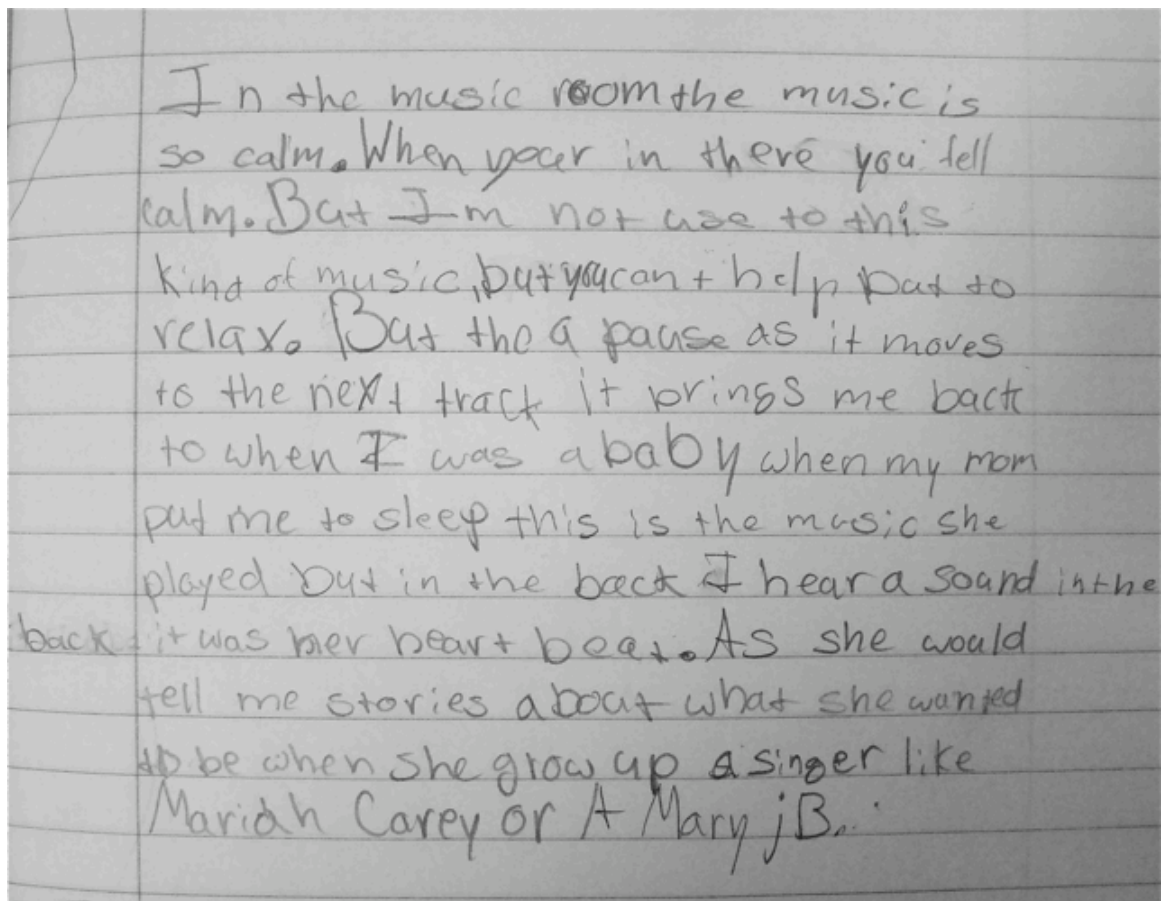 In the music room the music is
so calm. When your in there you fell
calm. But Im not use to this
kind of music, but you can t help but to
relax. But tho a pause as it moves
to the next track it brings me back
to when I was a baby when my mom
put me to sleep this is the music she
played but in the back I hear a sound in the
back it was her heart beat. As she would
tell me stories about what she wanted
to be when she grow up a singer like
Mariah Carey or A Mary j B.